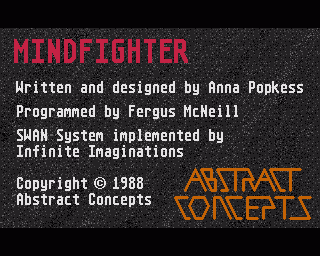 MINDFIGHTER
Written and designed by Anna Popkess
Programmed by Fergus McNeill
SWAN System implemented by
Infinite Imaginations
Copyright © 1988
Abstract Concepts
ABSTRACT
CONCEPTS